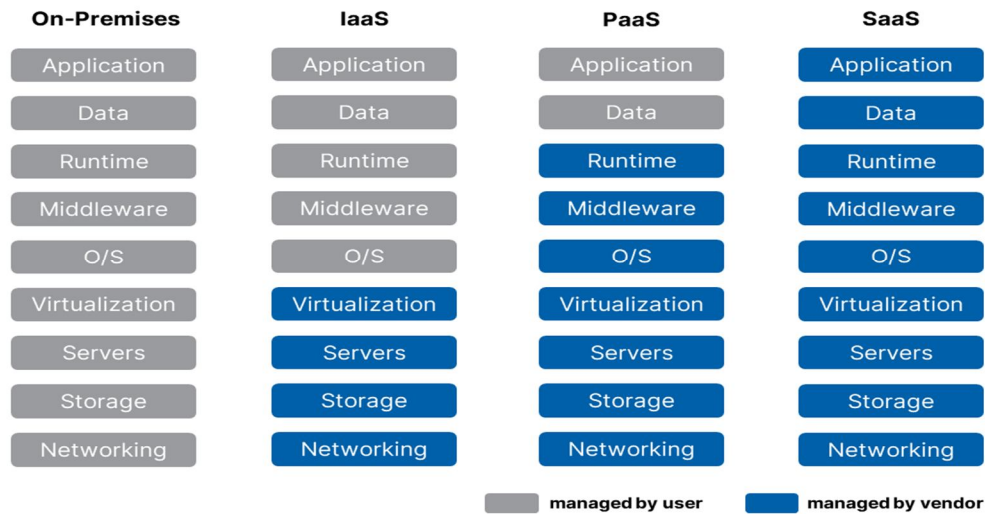 On-Premises IaaS PaaS SaaS
Application Application Application Application
Data Data Data Data
Runtime Runtime Runtime Runtime
Middleware Middleware Middleware Middleware
O/S O/S O/S O/S
Virtualization Virtualization Virtualization Virtualization
Servers Servers Servers Servers
Storage Storage Storage Storage
Networking Networking Networking Networking
managed by user managed by vendor